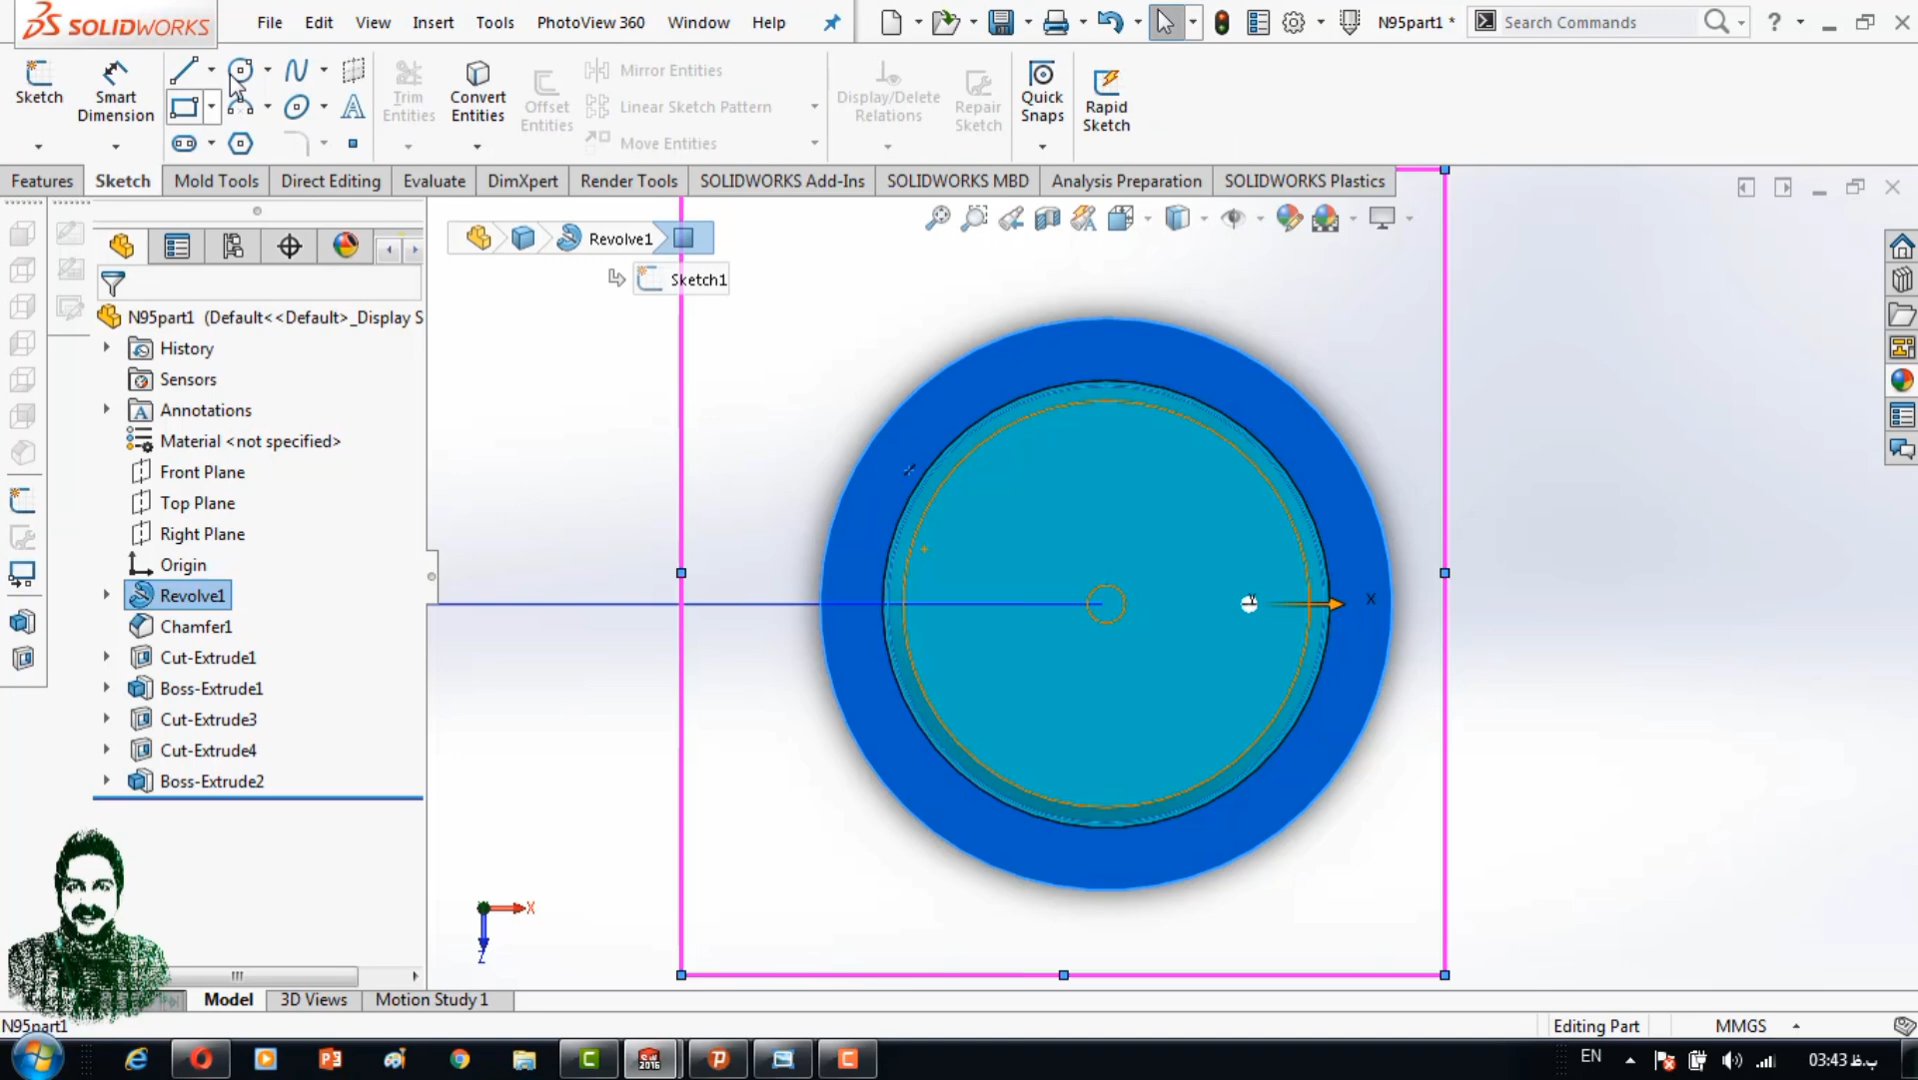 SOLIDWORKS
File
Edit
View
Insert
Tools
PhotoView 360
Window
Help
N95part1 *
Search Commands
Sketch
Smart Dimension
Trim Entities
Convert Entities
Offset Entities
Mirror Entities
Linear Sketch Pattern
Move Entities
Display/Delete Relations
Repair Sketch
Quick Snaps
Rapid Sketch
Features
Sketch
Mold Tools
Direct Editing
Evaluate
DimXpert
Render Tools
SOLIDWORKS Add-Ins
SOLIDWORKS MBD
Analysis Preparation
SOLIDWORKS Plastics
Revolve1
Sketch1
N95part1 (Default<<Default>_Display S
History
Sensors
Annotations
Material <not specified>
Front Plane
Top Plane
Right Plane
Origin
Revolve1
Chamfer1
Cut-Extrude1
Boss-Extrude1
Cut-Extrude3
Cut-Extrude4
Boss-Extrude2
Y
X
X
Z
Model
3D Views
Motion Study 1
N95part1
Editing Part
MMGS
EN
03:43 ب.ظ